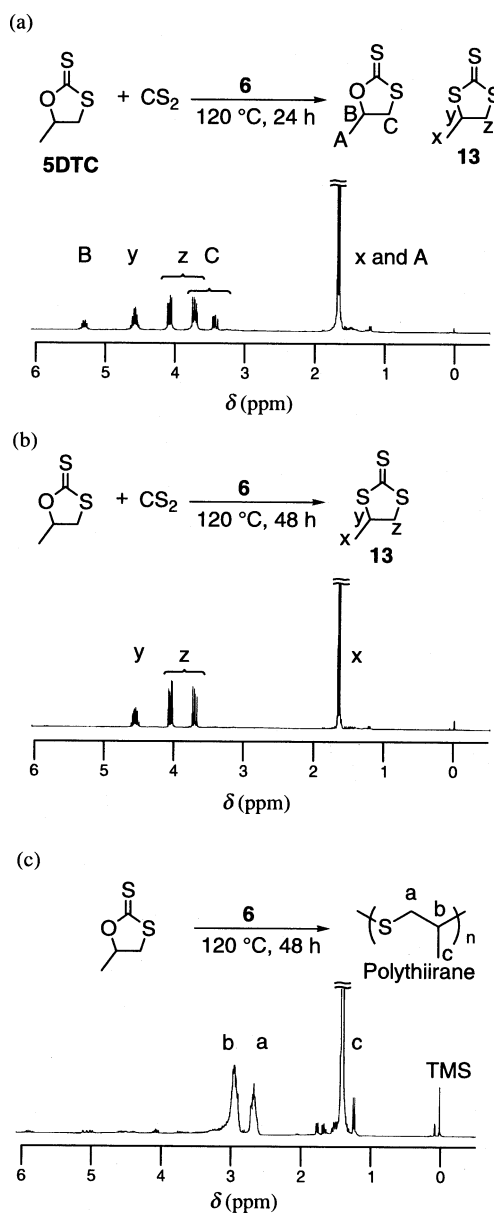 (a)
S
O S
+ CS₂
5DTC
6
120 °C, 24 h
S
O S
B
A
C
S
S S
y
x
z
13
B y z C x and A
6 5 4 3 2 1 0
δ (ppm)
(b)
S
O S
+ CS₂
6
120 °C, 48 h
S
S S
y
x
z
13
y z x
6 5 4 3 2 1 0
δ (ppm)
(c)
S
O S
6
120 °C, 48 h
a
b
S
c
n
Polythiirane
b a c
TMS
6 5 4 3 2 1 0
δ (ppm)